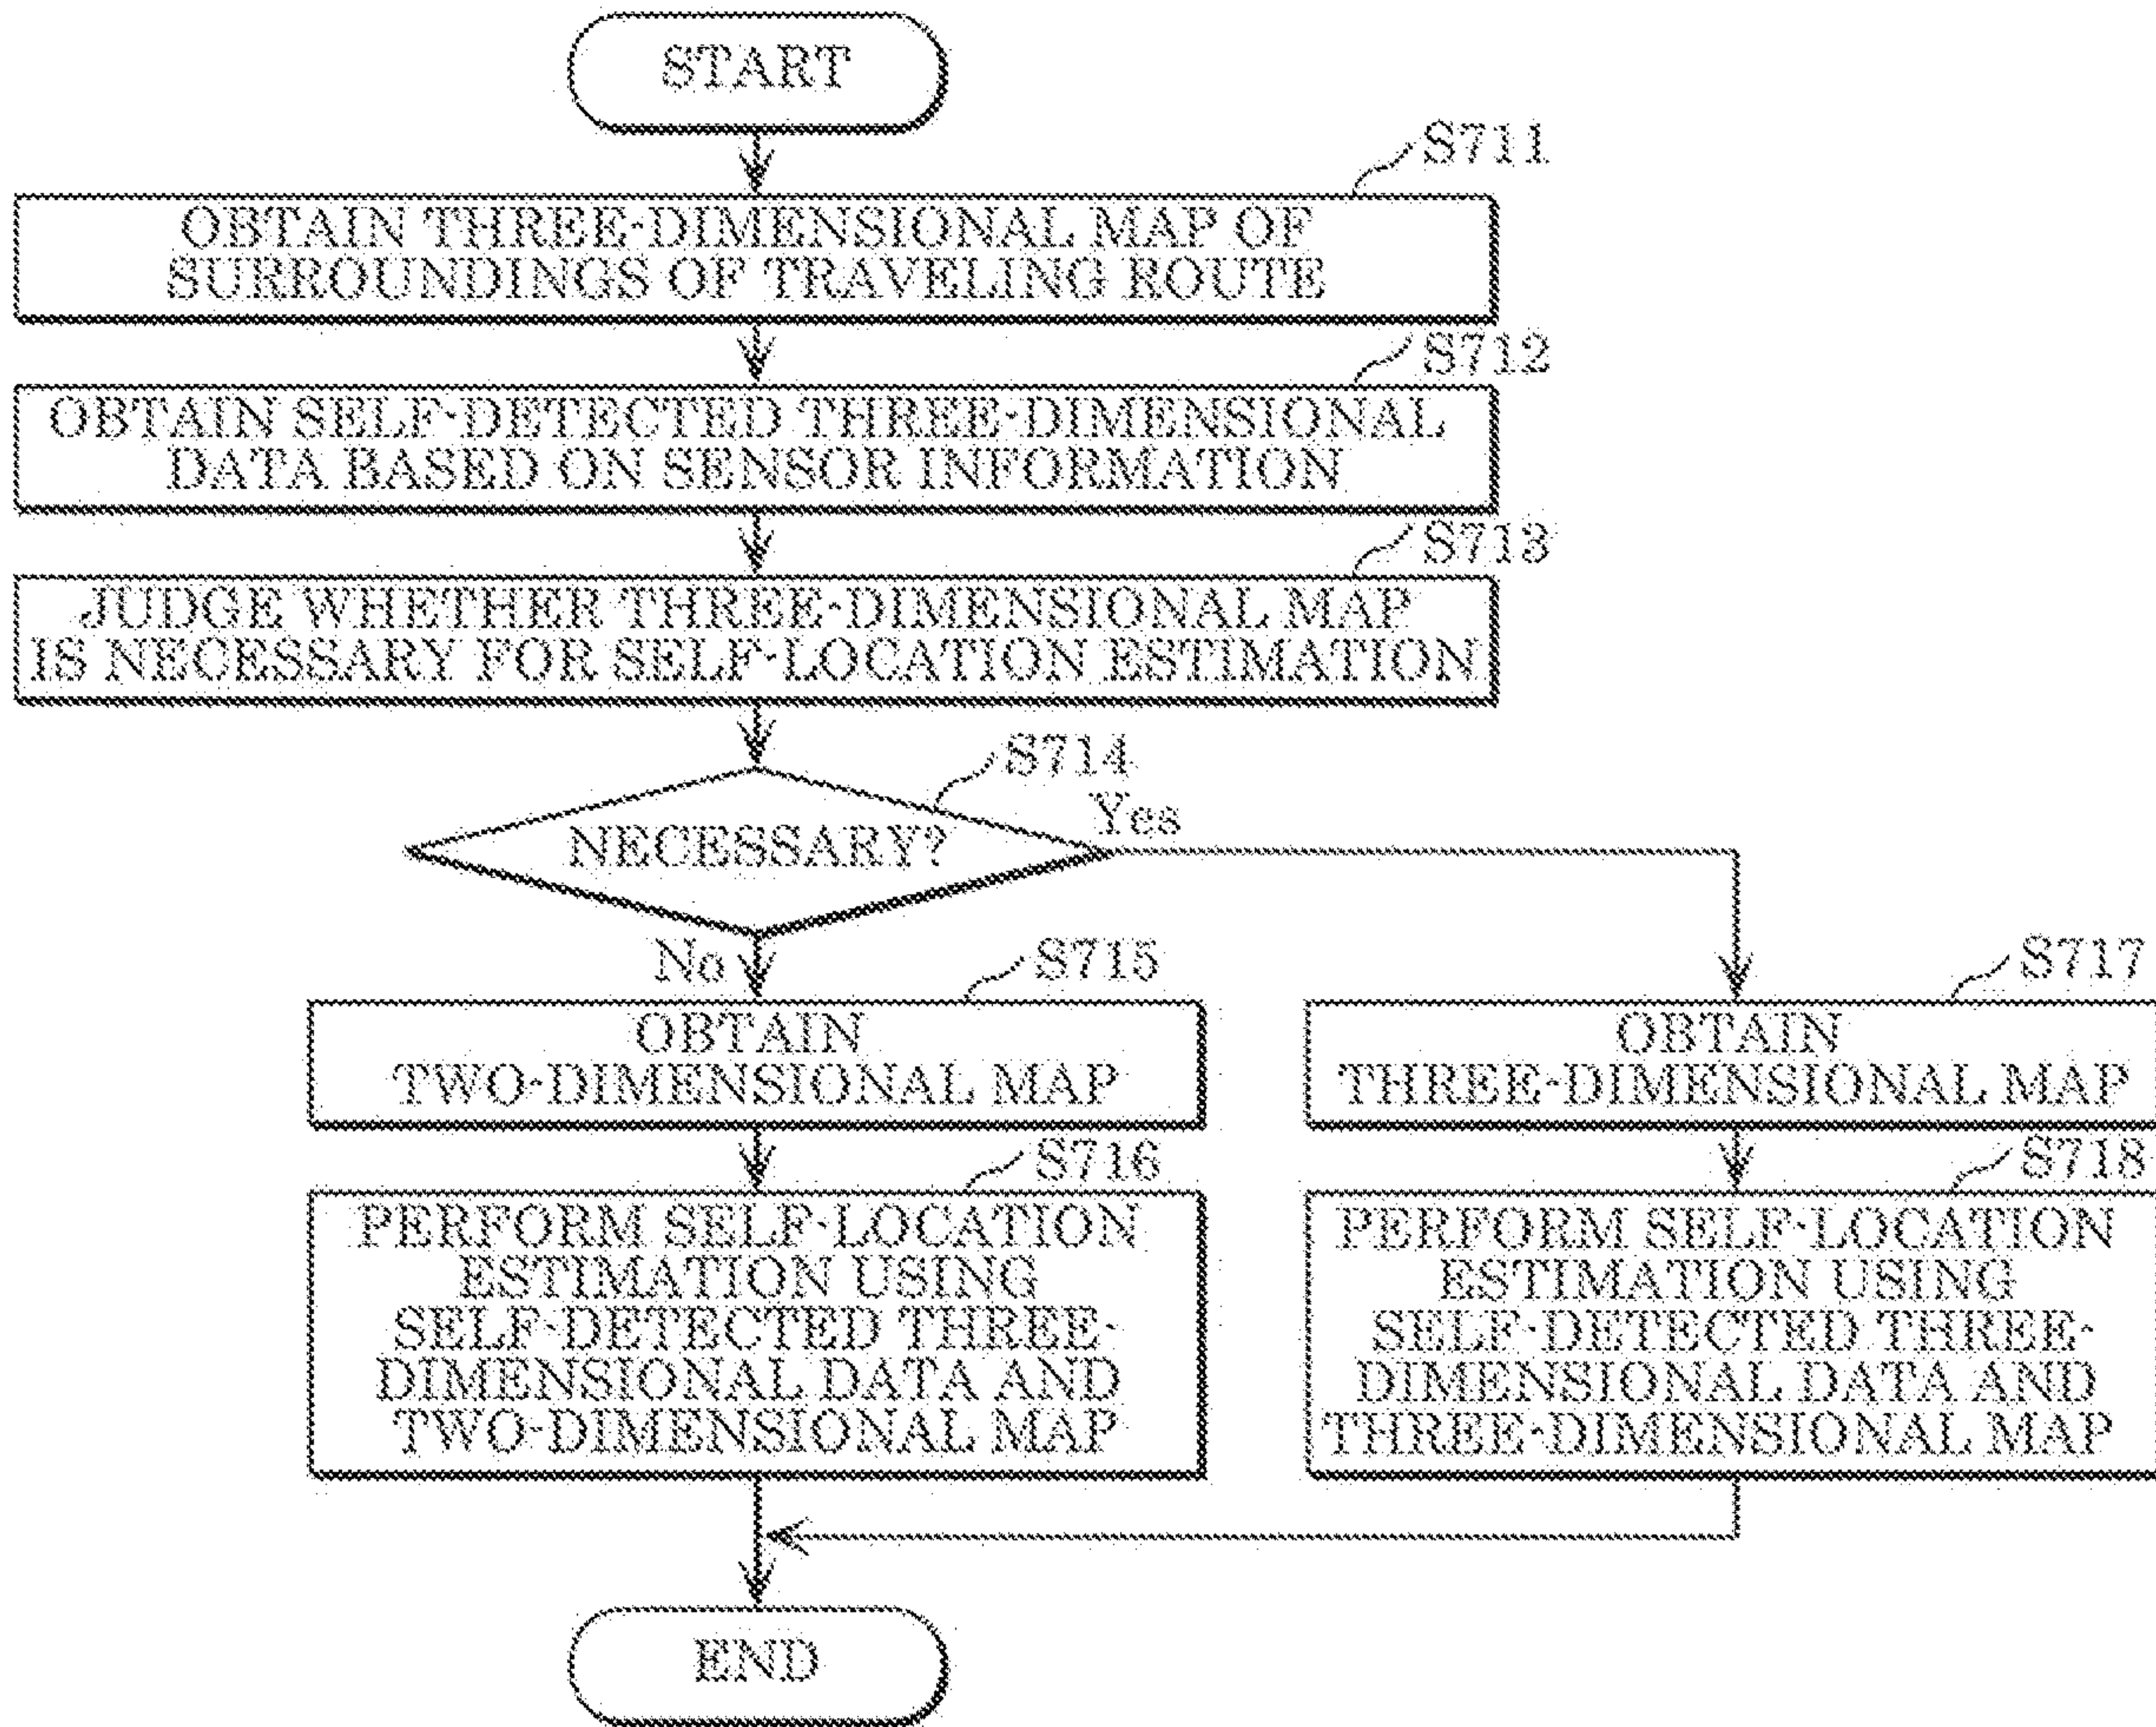 START
S711
OBTAIN THREE-DIMENSIONAL MAP OF
SURROUNDINGS OF TRAVELING ROUTE
S712
OBTAIN SELF-DETECTED THREE-DIMENSIONAL
DATA BASED ON SENSOR INFORMATION
S713
JUDGE WHETHER THREE-DIMENSIONAL MAP
IS NECESSARY FOR SELF-LOCATION ESTIMATION
S714
NECESSARY?
Yes
No
S715
OBTAIN
TWO-DIMENSIONAL MAP
S716
PERFORM SELF-LOCATION
ESTIMATION USING
SELF-DETECTED THREE-
DIMENSIONAL DATA AND
TWO-DIMENSIONAL MAP
S717
OBTAIN
THREE-DIMENSIONAL MAP
S718
PERFORM SELF-LOCATION
ESTIMATION USING
SELF-DETECTED THREE-
DIMENSIONAL DATA AND
THREE-DIMENSIONAL MAP
END